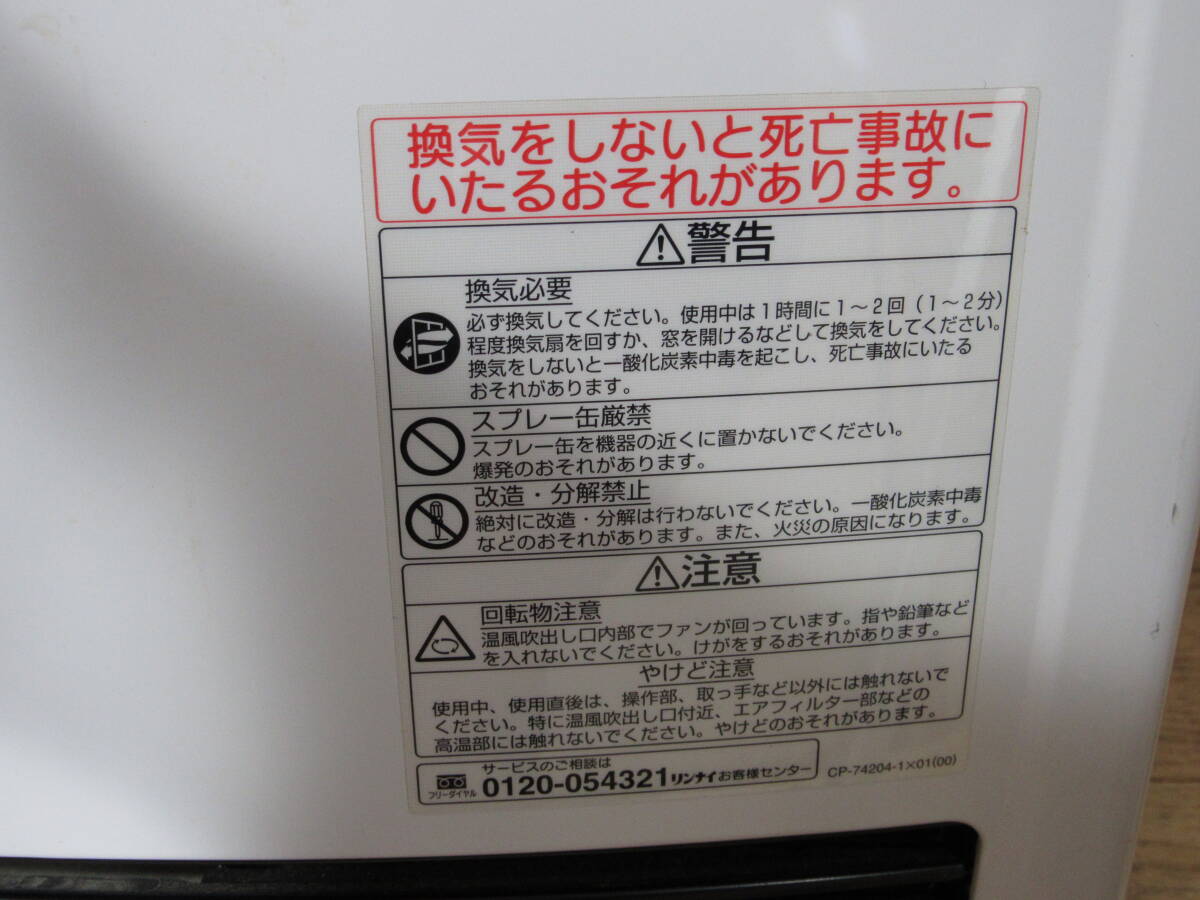 換気をしないと死亡事故に
いたるおそれがあります。
警告
換気必要
必ず換気してください。使用中は1時間に1〜2回(1〜2分)
程度換気扇を回すか、窓を開けるなどして換気をしてください。
換気をしないと一酸化炭素中毒を起こし、死亡事故にいたる
おそれがあります。
スプレー缶厳禁
スプレー缶を機器の近くに置かないでください。
爆発のおそれがあります。
改造・分解禁止
絶対に改造・分解は行わないでください。一酸化炭素中毒
などのおそれがあります。また、火災の原因になります。
注意
回転物注意
温風吹出し口内部でファンが回っています。指や鉛筆など
を入れないでください。けがをするおそれがあります。
やけど注意
使用中、使用直後は、操作部、取っ手など以外には触れないで
ください。特に温風吹出し口付近、エアフィルター部などの
高温部には触れないでください。やけどのおそれがあります。
サービスのご相談は
フリーダイヤル 0120-054321 リンナイお客様センター
CP-74204-1×01(00)